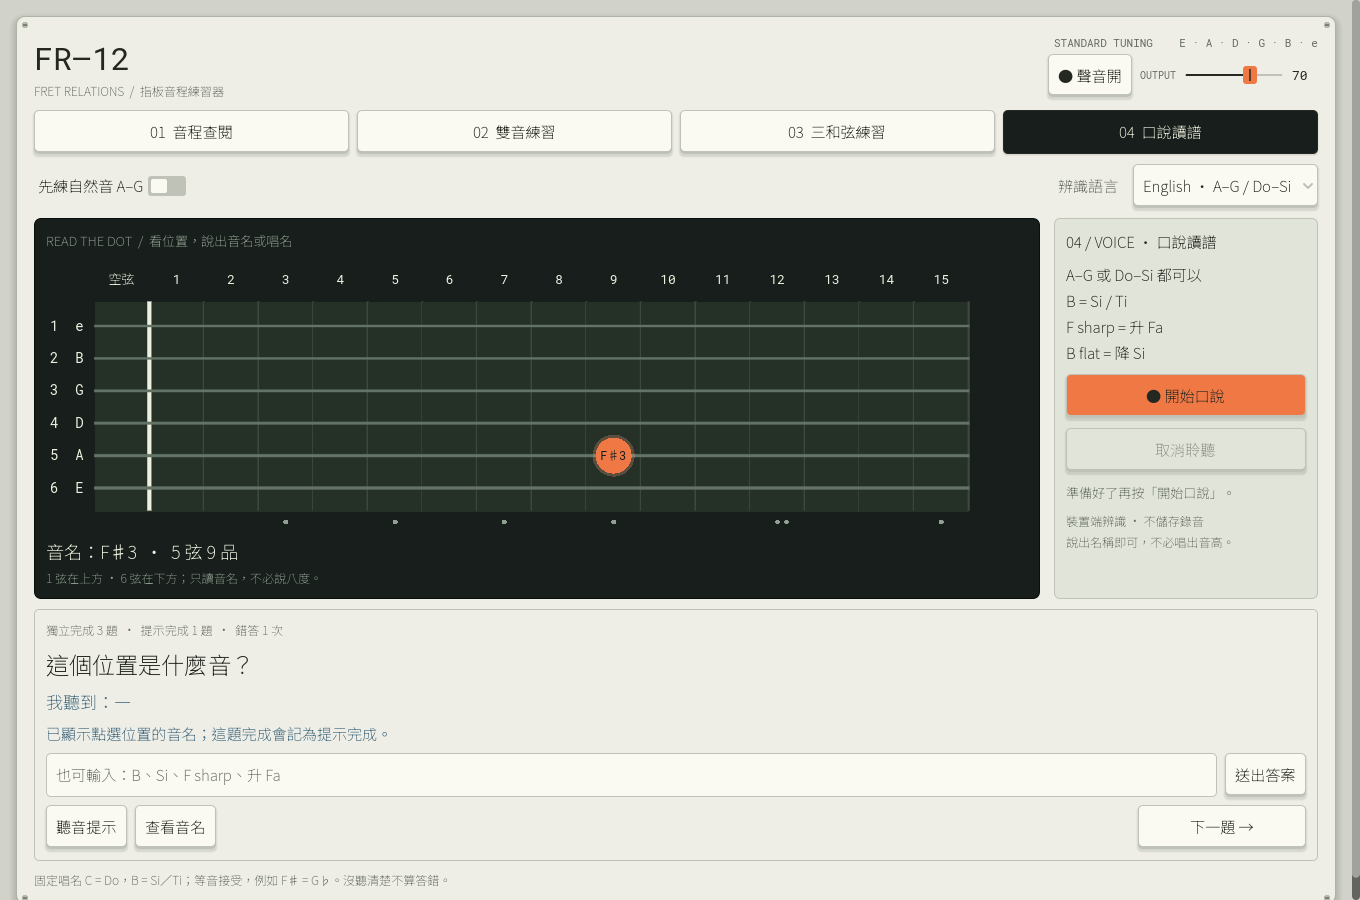 FR–12
FRET RELATIONS / 指板音程練習器
STANDARD TUNING E · A · D · G · B · e
● 聲音開 OUTPUT 70
01 音程查閱
02 雙音練習
03 三和弦練習
04 口說讀譜
先練自然音 A–G
辨識語言 English · A–G / Do–Si
READ THE DOT / 看位置，說出音名或唱名
空弦 1 2 3 4 5 6 7 8 9 10 11 12 13 14 15
1 e
2 B
3 G
4 D
5 A
F♯3
6 E
音名：F♯3 · 5 弦 9 品
1 弦在上方 · 6 弦在下方；只讀音名，不必說八度。
04 / VOICE · 口說讀譜
A–G 或 Do–Si 都可以
B = Si / Ti
F sharp = 升 Fa
B flat = 降 Si
● 開始口說
取消聆聽
準備好了再按「開始口說」。
裝置端辨識 · 不儲存錄音
說出名稱即可，不必唱出音高。
獨立完成 3 題 · 提示完成 1 題 · 錯答 1 次
這個位置是什麼音？
我聽到：—
已顯示點選位置的音名；這題完成會記為提示完成。
也可輸入：B、Si、F sharp、升 Fa
送出答案
聽音提示
查看音名
下一題 →
固定唱名 C = Do，B = Si／Ti；等音接受，例如 F♯ = G♭。沒聽清楚不算答錯。